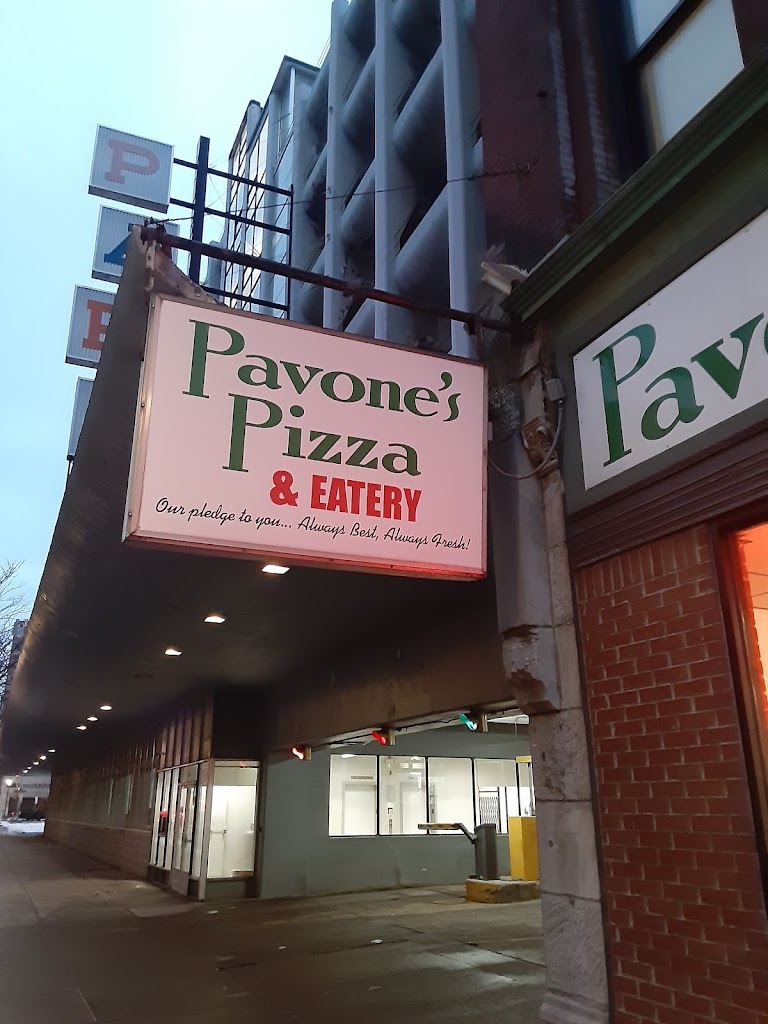 P
A
R
Pavone's
Pizza
& EATERY
Our pledge to you... Always Best, Always Fresh!
Pavo